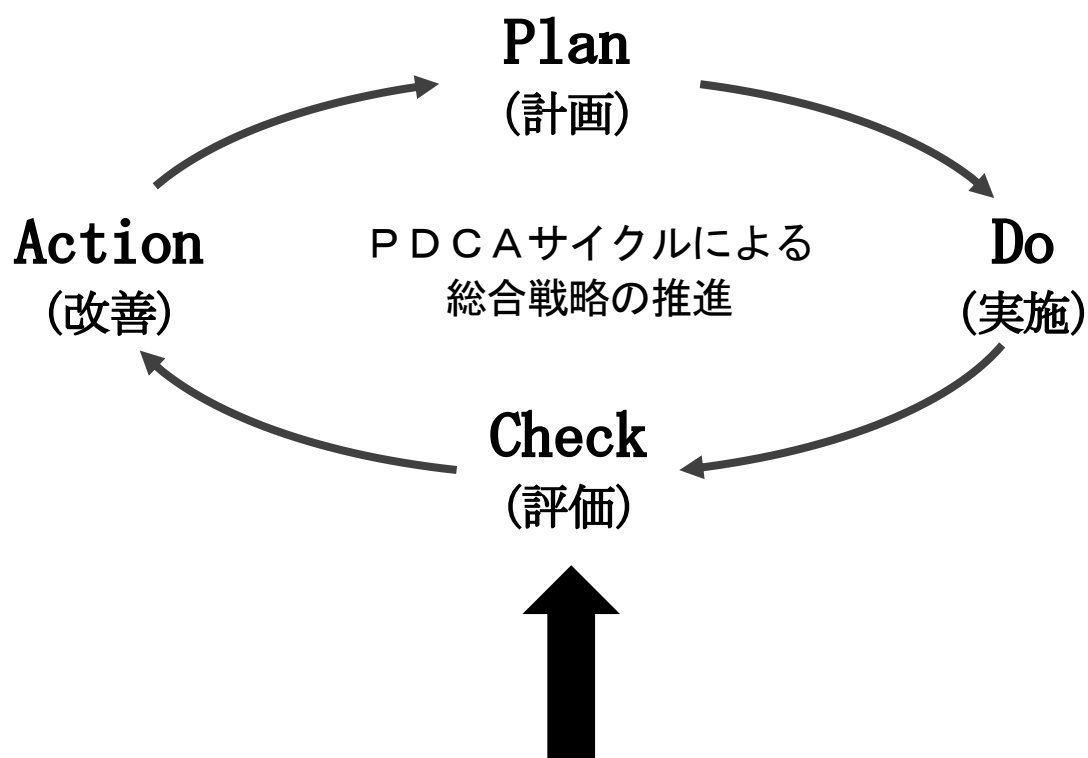 Plan
(計画)
Action
(改善)
PDCAサイクルによる
総合戦略の推進
Do
(実施)
Check
(評価)